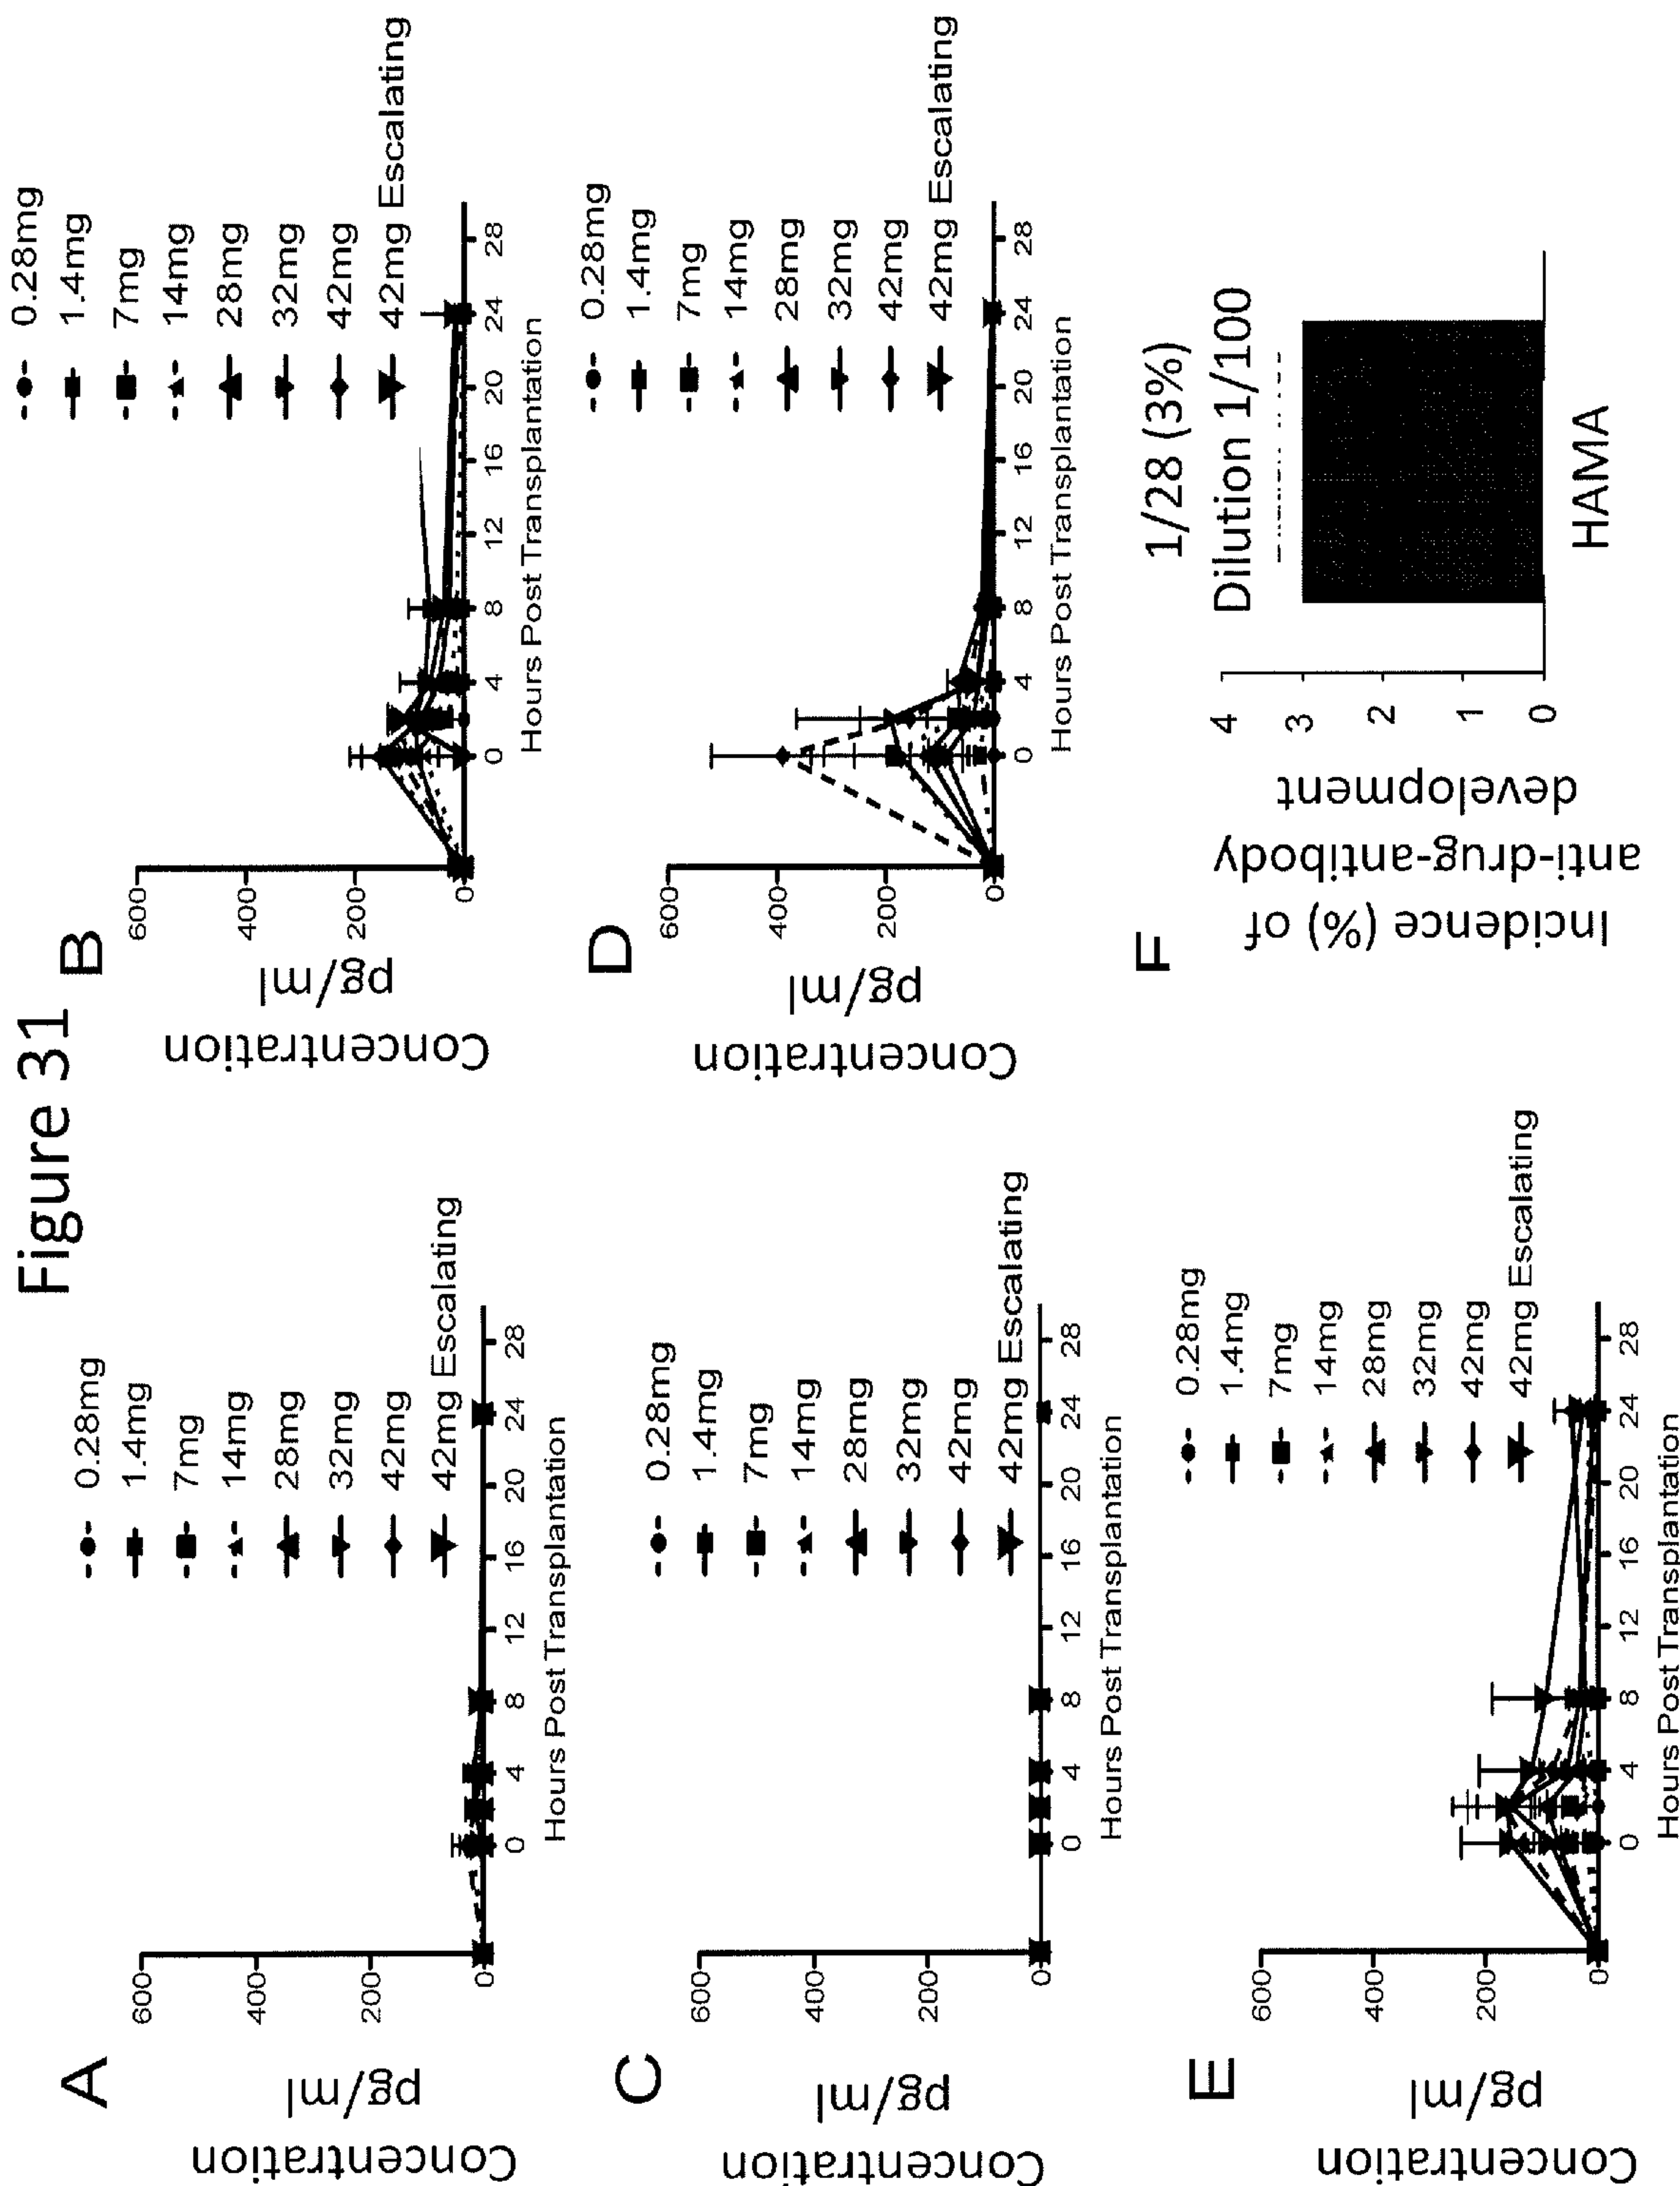 Figure 31
A
Concentration
pg/ml
600
400
200
0
0 4 8 12 16 20 24 28
Hours Post Transplantation
0.28mg
1.4mg
7mg
14mg
28mg
32mg
42mg
42mg Escalating
B
Concentration
pg/ml
600
400
200
0
0 4 8 12 16 20 24 28
Hours Post Transplantation
0.28mg
1.4mg
7mg
14mg
28mg
32mg
42mg
42mg Escalating
C
Concentration
pg/ml
600
400
200
0
0 4 8 12 16 20 24 28
Hours Post Transplantation
0.28mg
1.4mg
7mg
14mg
28mg
32mg
42mg
42mg Escalating
D
Concentration
pg/ml
600
400
200
0
0 4 8 12 16 20 24 28
Hours Post Transplantation
0.28mg
1.4mg
7mg
14mg
28mg
32mg
42mg
42mg Escalating
E
Concentration
pg/ml
600
400
200
0
0 4 8 12 16 20 24 28
Hours Post Transplantation
0.28mg
1.4mg
7mg
14mg
28mg
32mg
42mg
42mg Escalating
F
Incidence (%) of
anti-drug-antibody
development
4
3
2
1
0
1/28 (3%)
Dilution 1/100
HAMA